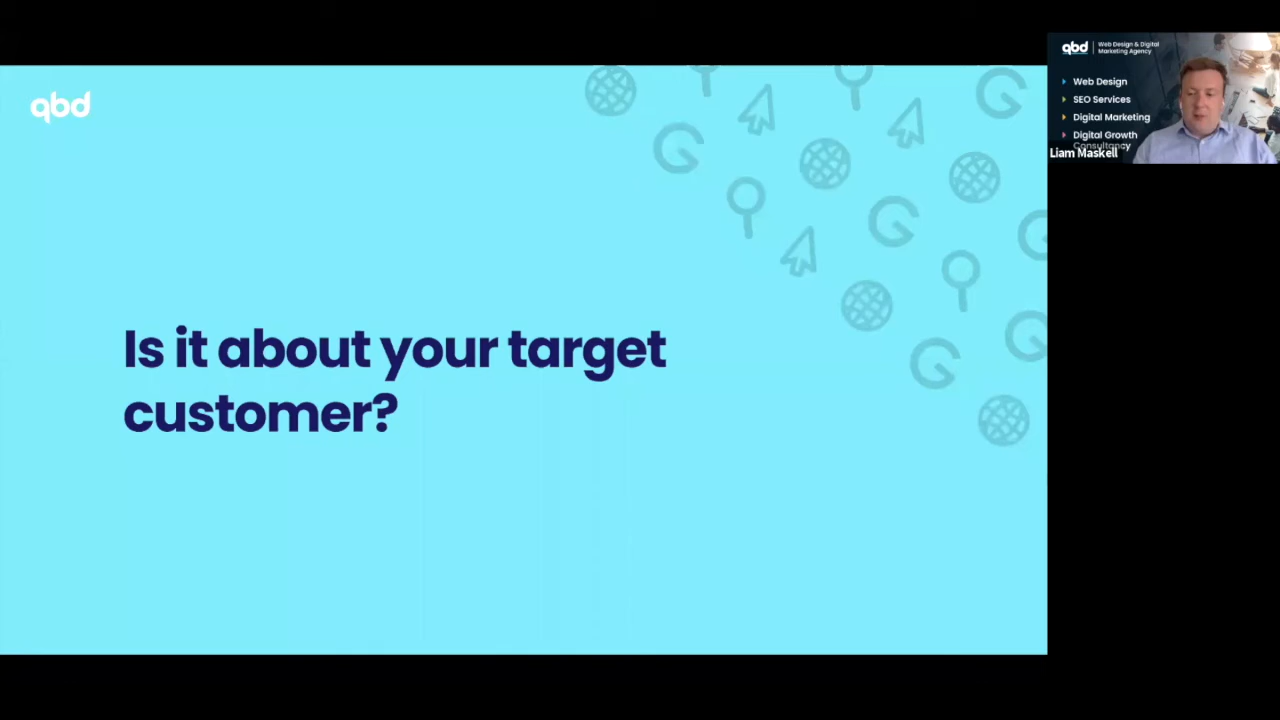 qbd
Is it about your target
customer?
qbd
Web Design & Digital
Marketing Agency
Web Design
SEO Services
Digital Marketing
Digital Growth
Consultancy
Liam Maskell